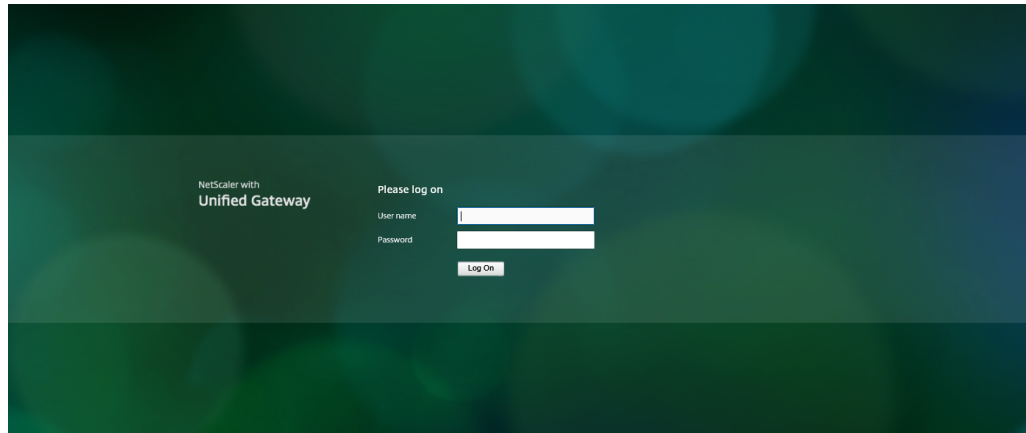 NetScaler with
Unified Gateway
Please log on
User name
Password
Log On